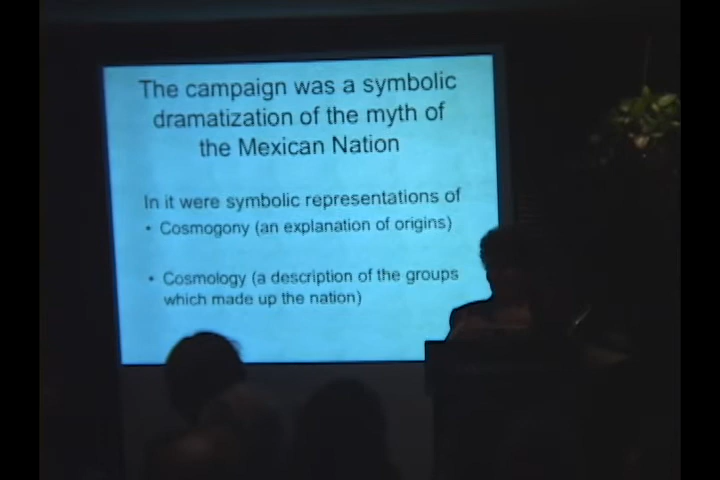 The campaign was a symbolic
dramatization of the myth of
the Mexican Nation
In it were symbolic representations of
• Cosmogony (an explanation of origins)
• Cosmology (a description of the groups
which made up the nation)